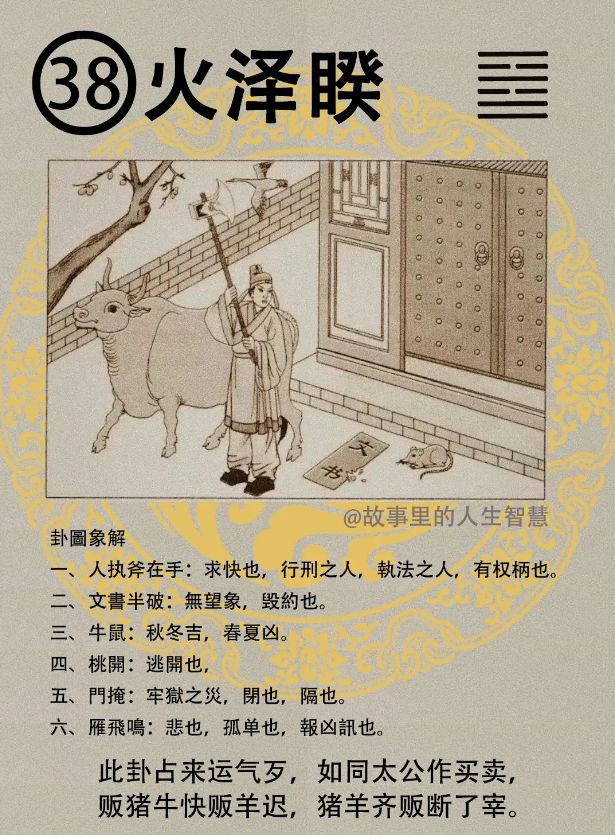 38 火泽睽
文书
@故事里的人生智慧
卦圖象解
一、人执斧在手：求快也，行刑之人，執法之人，有权柄也。
二、文書半破：無望象，毀約也。
三、牛鼠：秋冬吉，春夏凶。
四、桃開：逃開也，
五、門掩：牢獄之災，閉也，隔也。
六、雁飛鳴：悲也，孤单也，報凶訊也。
此卦占来运气歹，如同太公作买卖，
贩猪牛快贩羊迟，猪羊齐贩断了宰。